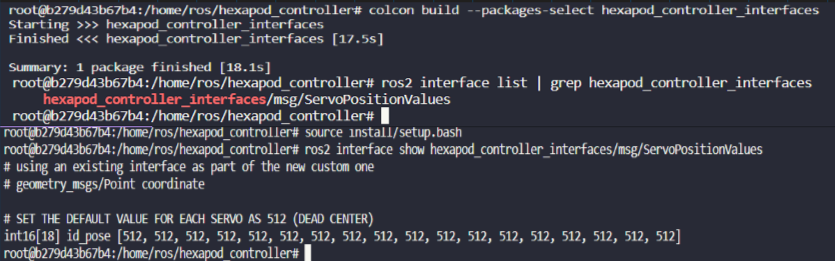 root@b279d43b67b4:/home/ros/hexapod_controller# colcon build --packages-select hexapod_controller_interfaces
Starting >>> hexapod_controller_interfaces
Finished <<< hexapod_controller_interfaces [17.5s]
Summary: 1 package finished [18.1s]
root@b279d43b67b4:/home/ros/hexapod_controller# ros2 interface list | grep hexapod_controller_interfaces
hexapod_controller_interfaces/msg/ServoPositionValues
root@b279d43b67b4:/home/ros/hexapod_controller#
root@b279d43b67b4:/home/ros/hexapod_controller# source install/setup.bash
root@b279d43b67b4:/home/ros/hexapod_controller# ros2 interface show hexapod_controller_interfaces/msg/ServoPositionValues
# using an existing interface as part of the new custom one
# geometry_msgs/Point coordinate
# SET THE DEFAULT VALUE FOR EACH SERVO AS 512 (DEAD CENTER)
int16[18] id_pose [512, 512, 512, 512, 512, 512, 512, 512, 512, 512, 512, 512, 512, 512, 512, 512, 512, 512]
root@b279d43b67b4:/home/ros/hexapod_controller#